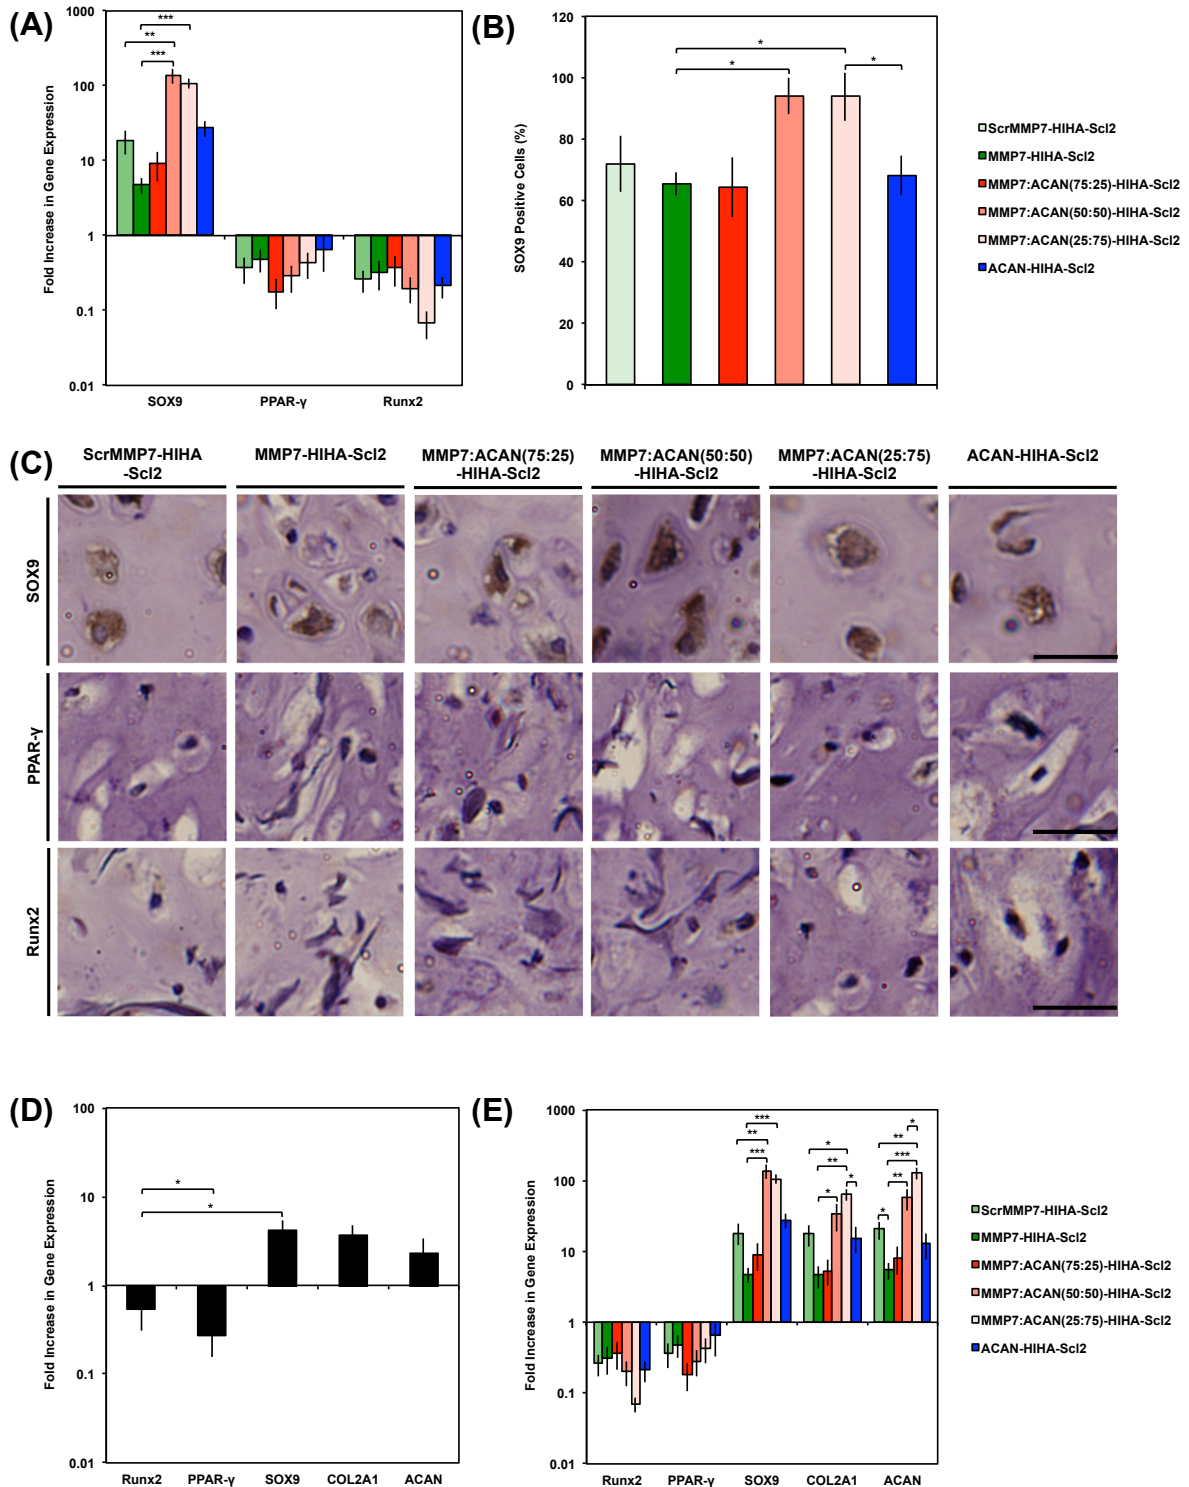 (A)
1000
100
10
1
0.1
0.01
Fold Increase in Gene Expression
***
**
***
SOX9
PPAR-γ
Runx2
(B)
120
100
80
60
40
20
0
SOX9 Positive Cells (%)
*
*
*
ScrMMP7-HIHA-Scl2
MMP7-HIHA-Scl2
MMP7:ACAN(75:25)-HIHA-Scl2
MMP7:ACAN(50:50)-HIHA-Scl2
MMP7:ACAN(25:75)-HIHA-Scl2
ACAN-HIHA-Scl2
(C)
ScrMMP7-HIHA
-Scl2
MMP7-HIHA-Scl2
MMP7:ACAN(75:25)
-HIHA-Scl2
MMP7:ACAN(50:50)
-HIHA-Scl2
MMP7:ACAN(25:75)
-HIHA-Scl2
ACAN-HIHA-Scl2
SOX9
PPAR-γ
Runx2
(D)
100
10
1
0.1
0.01
Fold Increase in Gene Expression
*
*
Runx2
PPAR-γ
SOX9
COL2A1
ACAN
(E)
1000
100
10
1
0.1
0.01
Fold Increase in Gene Expression
***
**
***
*
**
*
*
*
**
***
**
*
Runx2
PPAR-γ
SOX9
COL2A1
ACAN
ScrMMP7-HIHA-Scl2
MMP7-HIHA-Scl2
MMP7:ACAN(75:25)-HIHA-Scl2
MMP7:ACAN(50:50)-HIHA-Scl2
MMP7:ACAN(25:75)-HIHA-Scl2
ACAN-HIHA-Scl2